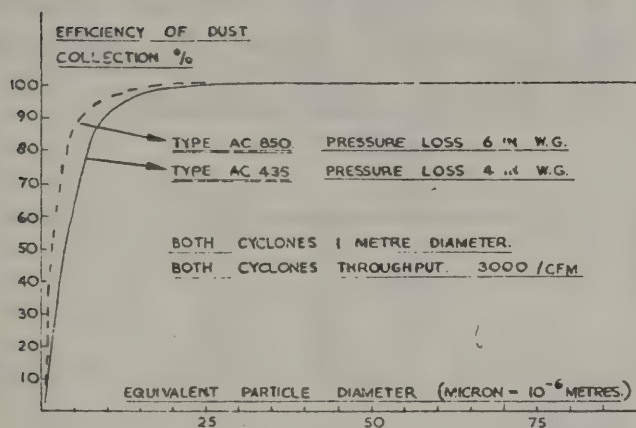 EFFICIENCY OF DUST
COLLECTION %
100
90
80
70
60
50
40
30
20
10
TYPE AC 850 PRESSURE LOSS 6 IN W.G.
TYPE AC 435 PRESSURE LOSS 4 IN W.G.
BOTH CYCLONES 1 METRE DIAMETER.
BOTH CYCLONES THROUGHPUT. 3000 /CFM
EQUIVALENT PARTICLE DIAMETER (MICRON = 10⁻⁶ METRES.)
25 50 75